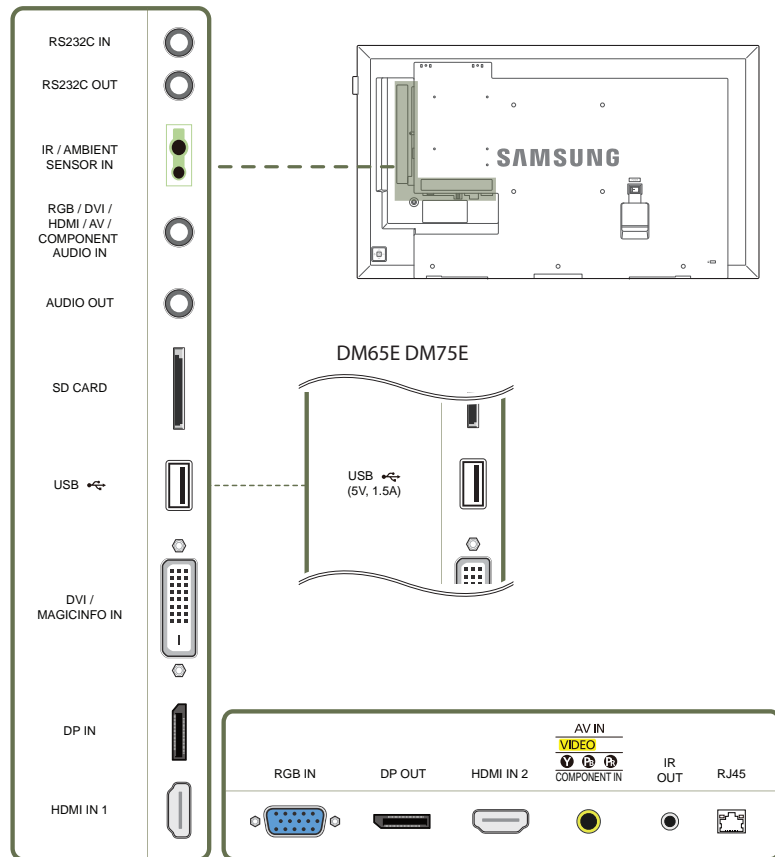 RS232C IN
RS232C OUT
IR / AMBIENT
SENSOR IN
RGB / DVI /
HDMI / AV /
COMPONENT
AUDIO IN
AUDIO OUT
SD CARD
USB
DVI /
MAGICINFO IN
DP IN
HDMI IN 1
SAMSUNG
DM65E DM75E
USB
(5V, 1.5A)
RGB IN
DP OUT
HDMI IN 2
AV IN
VIDEO
Y PB PR
COMPONENT IN
IR
OUT
RJ45